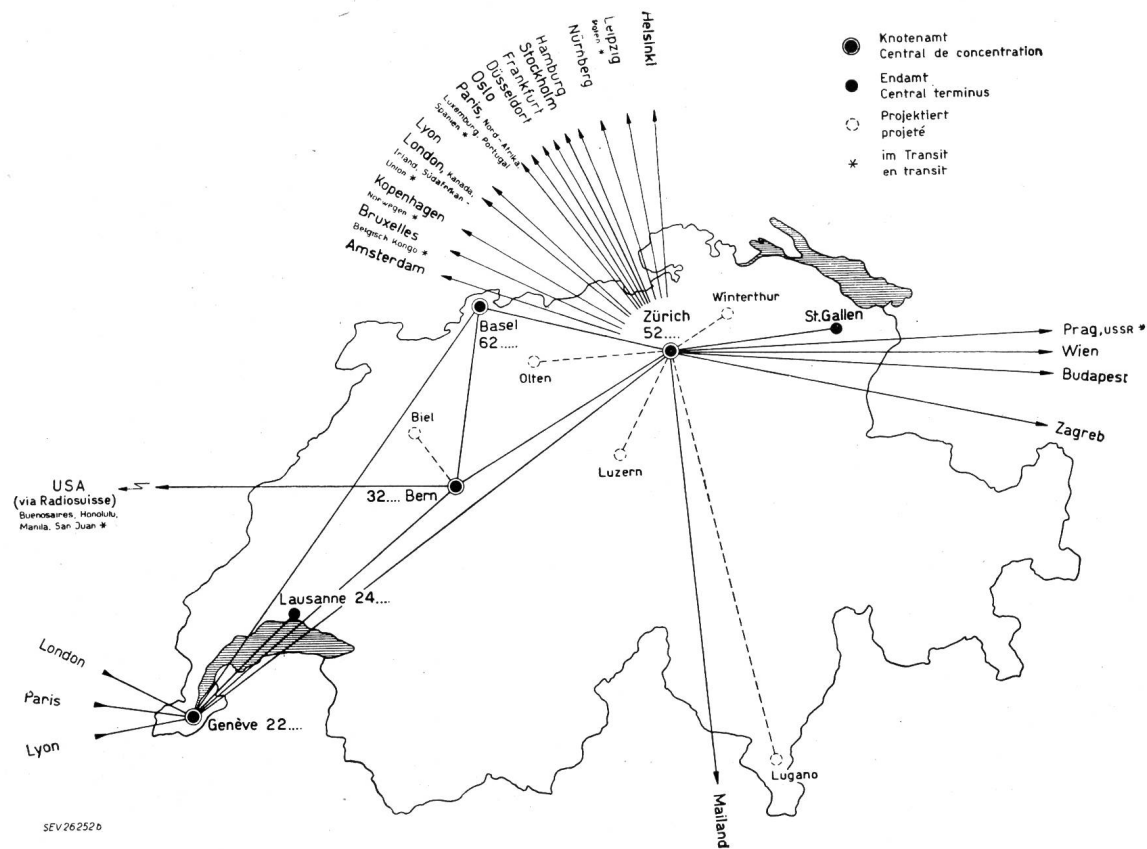 Helsinki
Leipzig
Polen *
Nürnberg
Hamburg
Stockholm
Frankfurt
Düsseldorf
Oslo
Paris, Nord-Afrika,
Luxemburg, Portugal
Spanien *
Lyon
London, Kanada,
Irland, Südafrikan.-
Union *
Kopenhagen
Norwegen *
Bruxelles
Belgisch Kongo *
Amsterdam
Knotenamt
Central de concentration
Endamt
Central terminus
Projektiert
projeté
* im Transit
en transit
Basel
62.....
Zürich
52....
Winterthur
St.Gallen
Prag, USSR *
Wien
Budapest
Zagreb
Olten
Biel
Luzern
USA
(via Radiosuisse)
Buenosaires, Honolulu,
Manila, San Juan *
32.... Bern
Lausanne 24....
London
Paris
Lyon
Genève 22....
Lugano
Mailand
SEV26252b